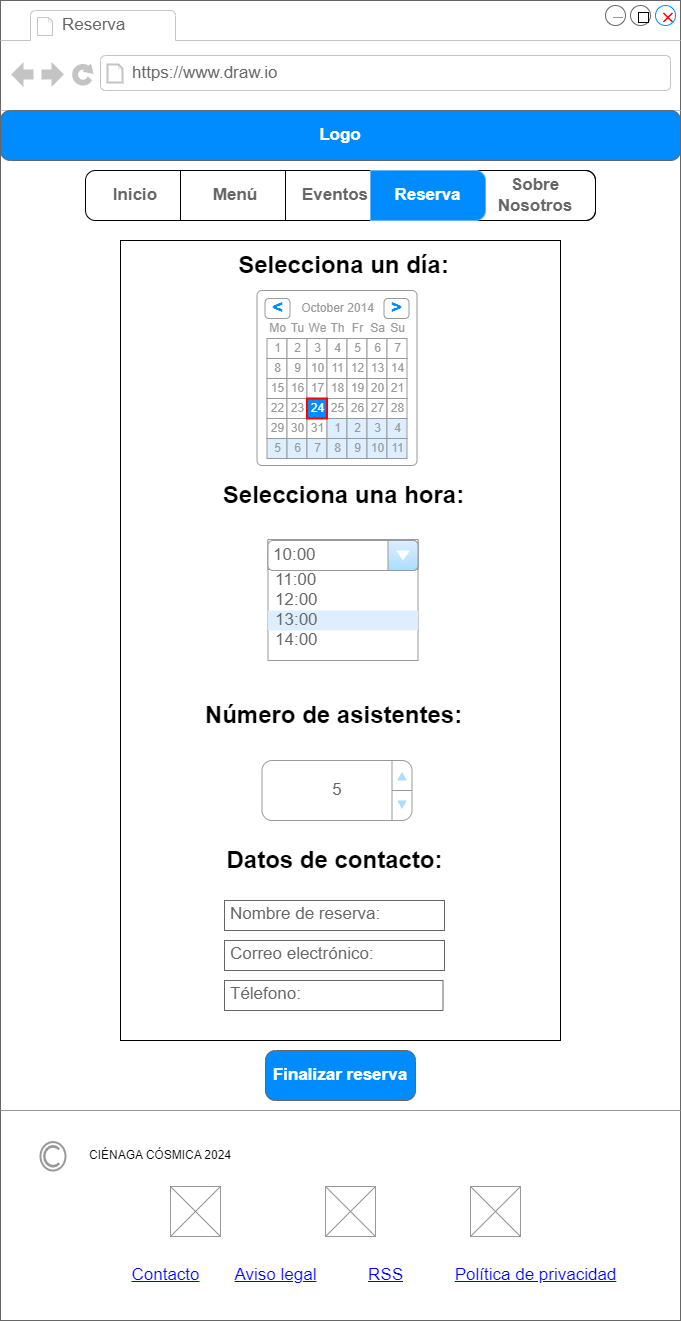 Reserva
https://www.draw.io
Logo
Inicio Menú Eventos Reserva Sobre
Nosotros
Selecciona un día:
< October 2014 >
Mo Tu We Th Fr Sa Su
1 2 3 4 5 6 7
8 9 10 11 12 13 14
15 16 17 18 19 20 21
22 23 24 25 26 27 28
29 30 31 1 2 3 4
5 6 7 8 9 10 11
Selecciona una hora:
10:00
11:00
12:00
13:00
14:00
Número de asistentes:
5
Datos de contacto:
Nombre de reserva:
Correo electrónico:
Télefono:
Finalizar reserva
© CIÉNAGA CÓSMICA 2024
Contacto Aviso legal RSS Política de privacidad